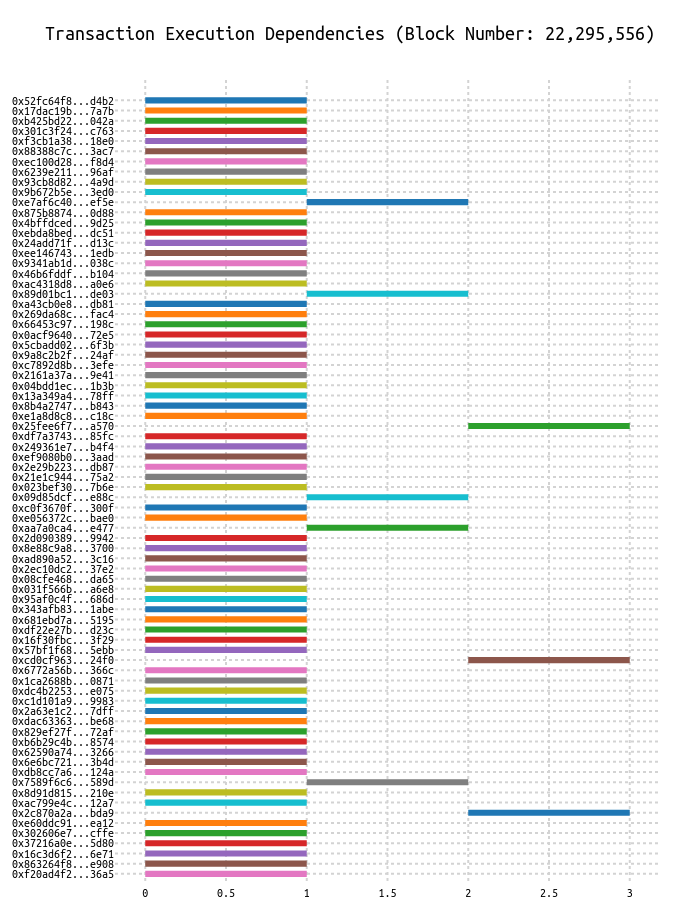 Transaction Execution Dependencies (Block Number: 22,295,556)
0x52fc64f8...d4b2
0x17dac19b...7a7b
0xb425bd22...042a
0x301c3f24...c763
0xf3cb1a38...18e0
0x88388c7c...3ac7
0xec100d28...f8d4
0x6239e211...96af
0x93cb8d82...4a9d
0x9b672b5e...3ed0
0xe7af6c40...ef5e
0x875b8874...0d88
0x4bffdced...9d25
0xebda8bed...dc51
0x24add71f...d13c
0xee146743...1edb
0x9341ab1d...038c
0x46b6fddf...b104
0xac4318d8...a0e6
0x89d01bc1...de03
0xa43cb0e8...db81
0x269da68c...fac4
0x66453c97...198c
0x0acf9640...72e5
0x5cbadd02...6f3b
0x9a8c2b2f...24af
0xc7892d8b...3efe
0x2161a37a...9e41
0x04bdd1ec...1b3b
0x13a349a4...78ff
0x8b4a2747...b843
0xe1a8d8c8...c18c
0x25fee6f7...a570
0xdf7a3743...85fc
0x249361e7...b4f4
0xef9080b0...3aad
0x2e29b223...db87
0x21e1c944...75a2
0x023bef30...7b6e
0x09d85dcf...e88c
0xc0f3670f...300f
0xe056372c...bae0
0xaa7a0ca4...e477
0x2d090389...9942
0x8e88c9a8...3700
0xad890a52...3c16
0x2ec10dc2...37e2
0x08cfe468...da65
0x031f566b...a6e8
0x95af0c4f...686d
0x343afb83...1abe
0x681ebd7a...5195
0xdf22e27b...d23c
0x16f30fbc...3f29
0x57bf1f68...5ebb
0xcd0cf963...24f0
0x6772a56b...366c
0x1ca2688b...0871
0xdc4b2253...e075
0xc1d101a9...9983
0x2a63e1c2...7dff
0xdac63363...be68
0x829ef27f...72af
0xb6b29c4b...8574
0x62590a74...3266
0x6e6bc721...3b4d
0xdb8cc7a6...124a
0x7589f6c6...589d
0x8d91d815...210e
0xac799e4c...12a7
0x2c870a2a...bda9
0xe60ddc91...ea12
0x302606e7...cffe
0x37216a0e...5d80
0x16c3d6f2...6e71
0x863264f8...e908
0xf20ad4f2...36a5
0 0.5 1 1.5 2 2.5 3